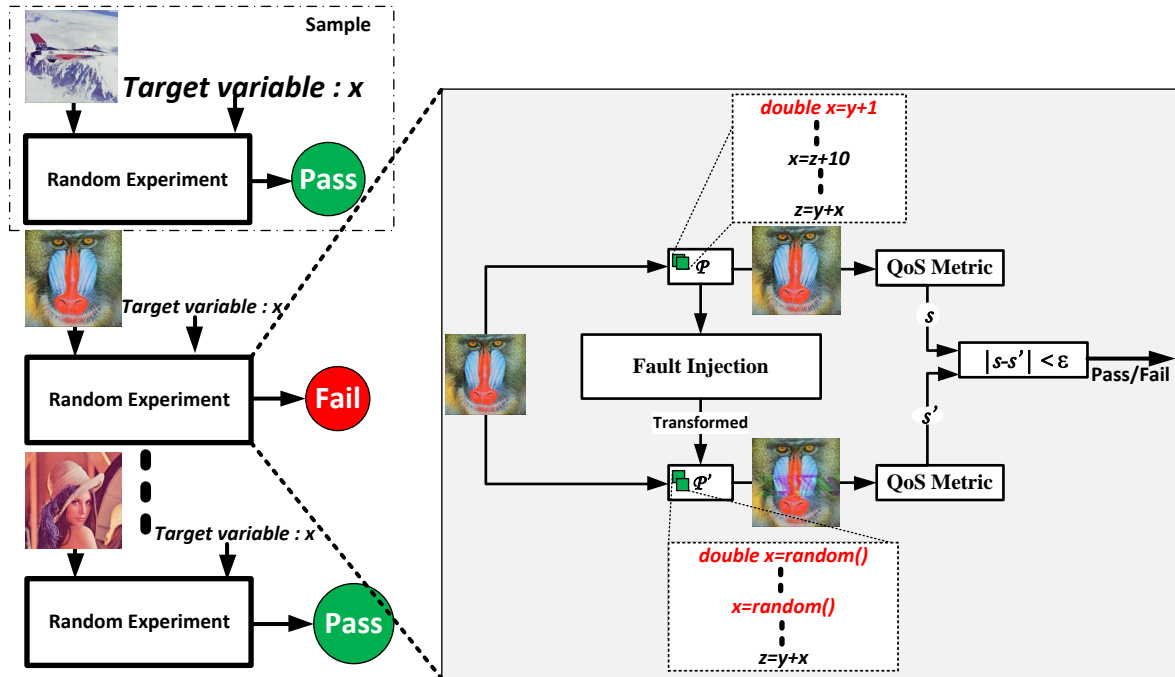 Sample
Target variable : x
Random Experiment
Pass
Target variable : x
Random Experiment
Fail
Target variable : x
Random Experiment
Pass
double x=y+1
x=z+10
z=y+x
𝒫
QoS Metric
s
Fault Injection
|s-s'| < ε
Pass/Fail
Transformed
s'
𝒫'
QoS Metric
double x=random()
x=random()
z=y+x